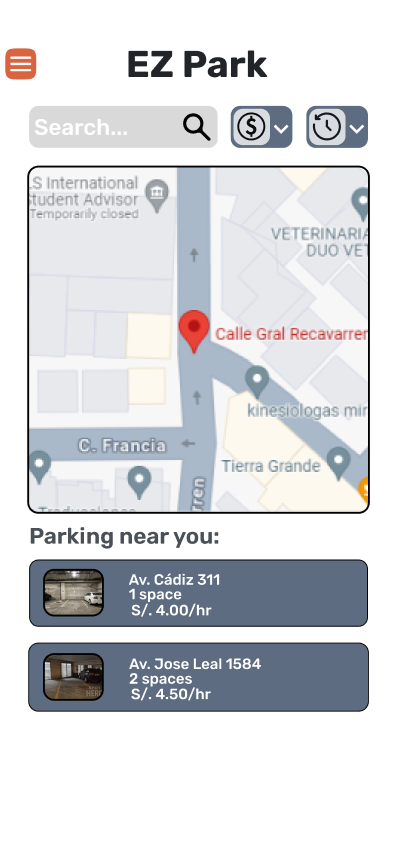 EZ Park
Search...
LS International
Student Advisor
Temporarily closed
VETERINARIA
DUO VET
Calle Gral Recavarren
kinesiologas mir
C. Francia
Tierra Grande
rren
Parking near you:
Av. Cádiz 311
1 space
S/. 4.00/hr
Av. Jose Leal 1584
2 spaces
S/. 4.50/hr